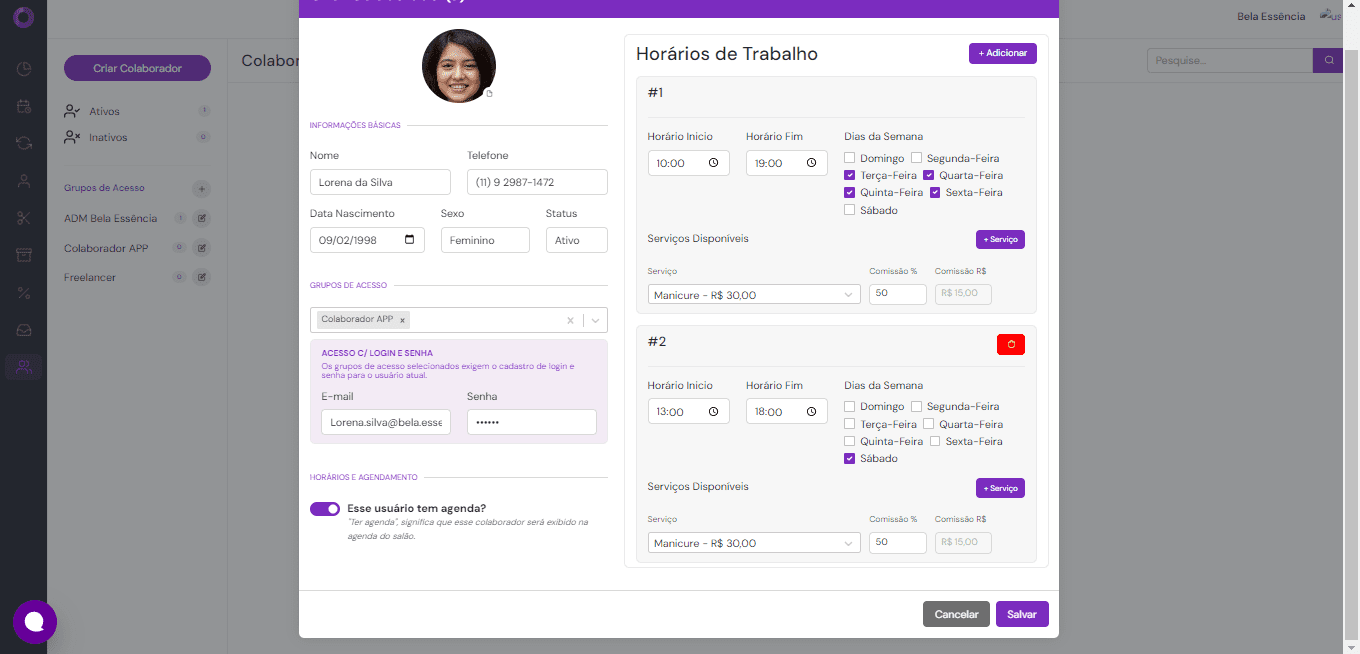 Bela Essência
Criar Colaborador
Ativos 1
Inativos 0
Grupos de Acesso +
ADM Bela Essência 1
Colaborador APP 0
Freelancer 0
Pesquise...
INFORMAÇÕES BÁSICAS
Nome Telefone
Lorena da Silva (11) 9 2987-1472
Data Nascimento Sexo Status
09/02/1998 Feminino Ativo
GRUPOS DE ACESSO
Colaborador APP x
ACESSO C/ LOGIN E SENHA
Os grupos de acesso selecionados exigem o cadastro de login e
senha para o usuário atual.
E-mail Senha
Lorena.silva@bela.esse ••••••
HORÁRIOS E AGENDAMENTO
Esse usuário tem agenda?
"Ter agenda", significa que esse colaborador será exibido na
agenda do salão.
Horários de Trabalho + Adicionar
#1
Horário Inicio Horário Fim Dias da Semana
10:00 19:00
Domingo Segunda-Feira
Terça-Feira Quarta-Feira
Quinta-Feira Sexta-Feira
Sábado
Serviços Disponíveis + Serviço
Serviço Comissão % Comissão R$
Manicure - R$ 30,00 50 R$ 15,00
#2
Horário Inicio Horário Fim Dias da Semana
13:00 18:00
Domingo Segunda-Feira
Terça-Feira Quarta-Feira
Quinta-Feira Sexta-Feira
Sábado
Serviços Disponíveis + Serviço
Serviço Comissão % Comissão R$
Manicure - R$ 30,00 50 R$ 15,00
Cancelar Salvar